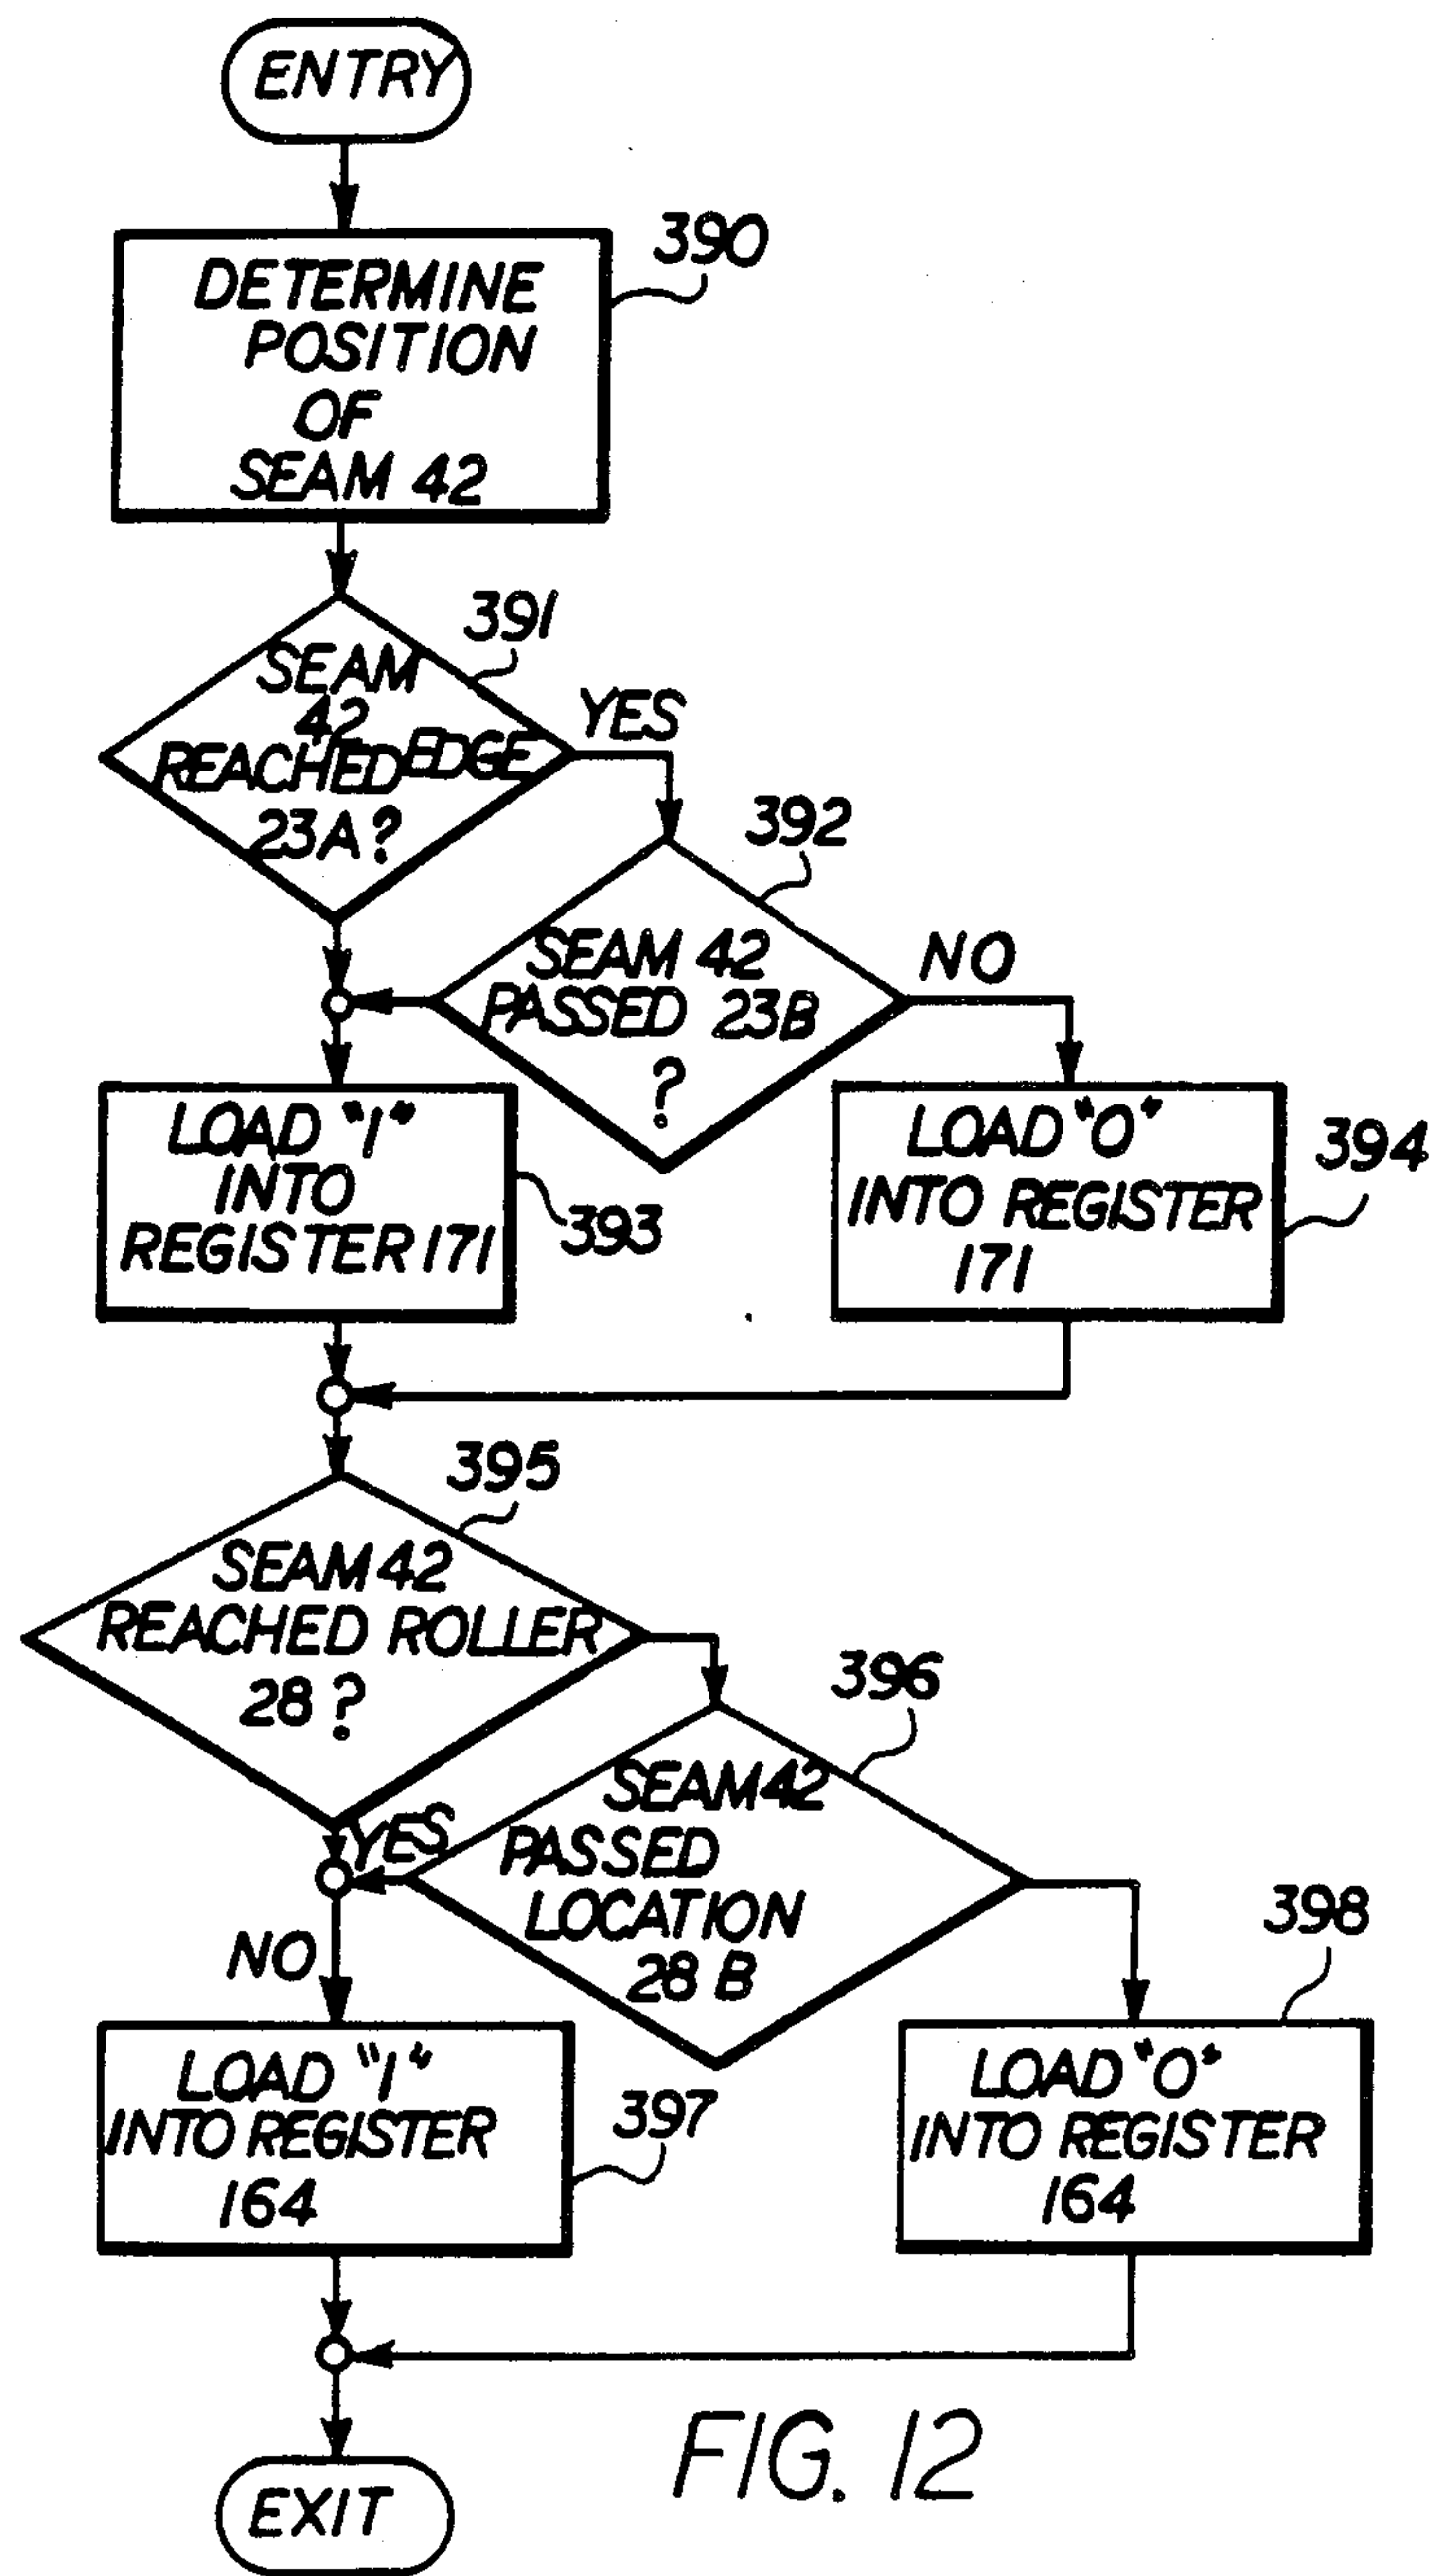 ENTRY
390
DETERMINE
POSITION
OF
SEAM 42
391
SEAM
42
REACHED EDGE
23A?
YES
392
SEAM 42
PASSED 23B
?
NO
LOAD "1"
INTO
REGISTER 171
393
LOAD "0"
INTO REGISTER
171
394
395
SEAM 42
REACHED ROLLER
28?
396
YES
SEAM 42
PASSED
LOCATION
28B
NO
398
LOAD "1"
INTO REGISTER
164
397
LOAD "0"
INTO REGISTER
164
EXIT
FIG. 12